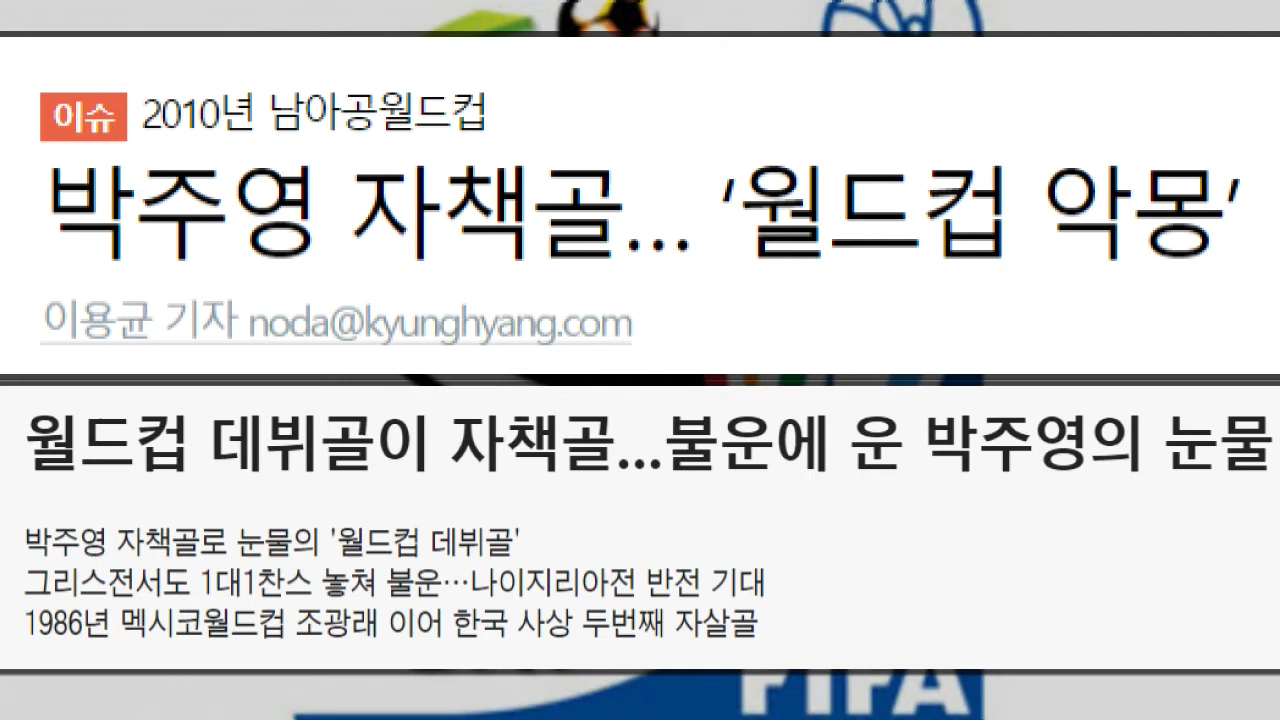 이슈 2010년 남아공월드컵
박주영 자책골... ‘월드컵 악몽’
이용균 기자 noda@kyunghyang.com
월드컵 데뷔골이 자책골...불운에 운 박주영의 눈물
박주영 자책골로 눈물의 '월드컵 데뷔골'
그리스전서도 1대1찬스 놓쳐 불운…나이지리아전 반전 기대
1986년 멕시코월드컵 조광래 이어 한국 사상 두번째 자살골
FIFA